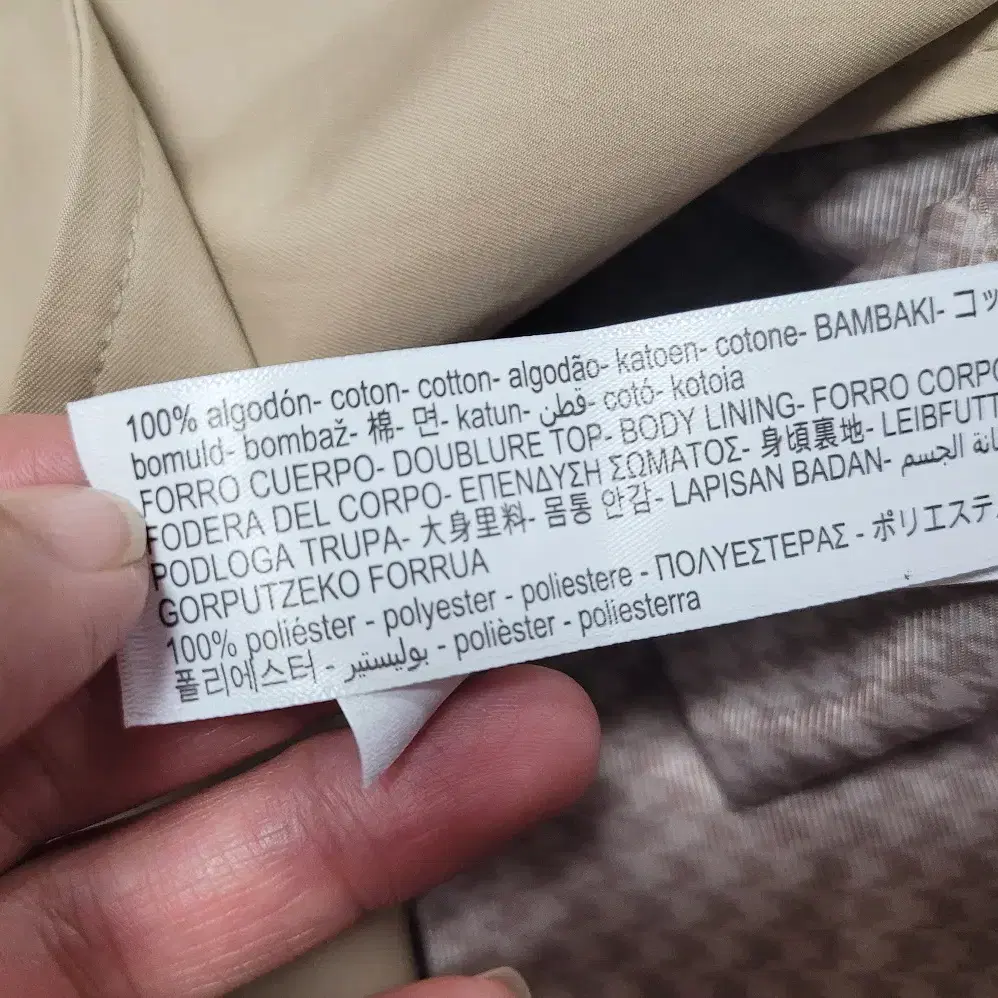 100% algodón- coton- cotton- algodão- katoen- cotone- BAMBAKI- コッ
bomuld- bombaž- 棉- 면- katun- قطن- cotó- kotoia
FORRO CUERPO- DOUBLURE TOP- BODY LINING- FORRO CORPO
FODERA DEL CORPO- ΕΠΕΝΔΥΣΗ ΣΩΜΑΤΟΣ- 身頃裏地- LEIBFUTT
PODLOGA TRUPA- 大身里料- 몸통 안감- LAPISAN BADAN- الجسم
GORPUTZEKO FORRUA
100% poliéster - polyester - poliestere - ΠΟΛΥΕΣΤΕΡΑΣ - ポリエステ
폴리에스터 - بوليستير - polièster - poliesterra